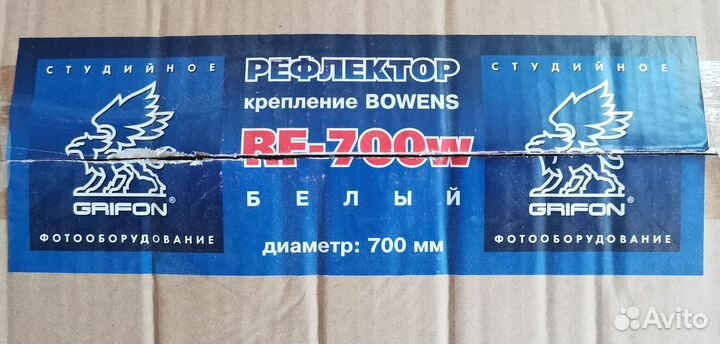 СТУДИЙНОЕ
GRIFON®
ФОТООБОРУДОВАНИЕ
РЕФЛЕКТОР
крепление BOWENS
RF-700w
БЕЛЫЙ
диаметр: 700 мм
СТУДИЙНОЕ
GRIFON®
ФОТООБОРУДОВАНИЕ
Avito